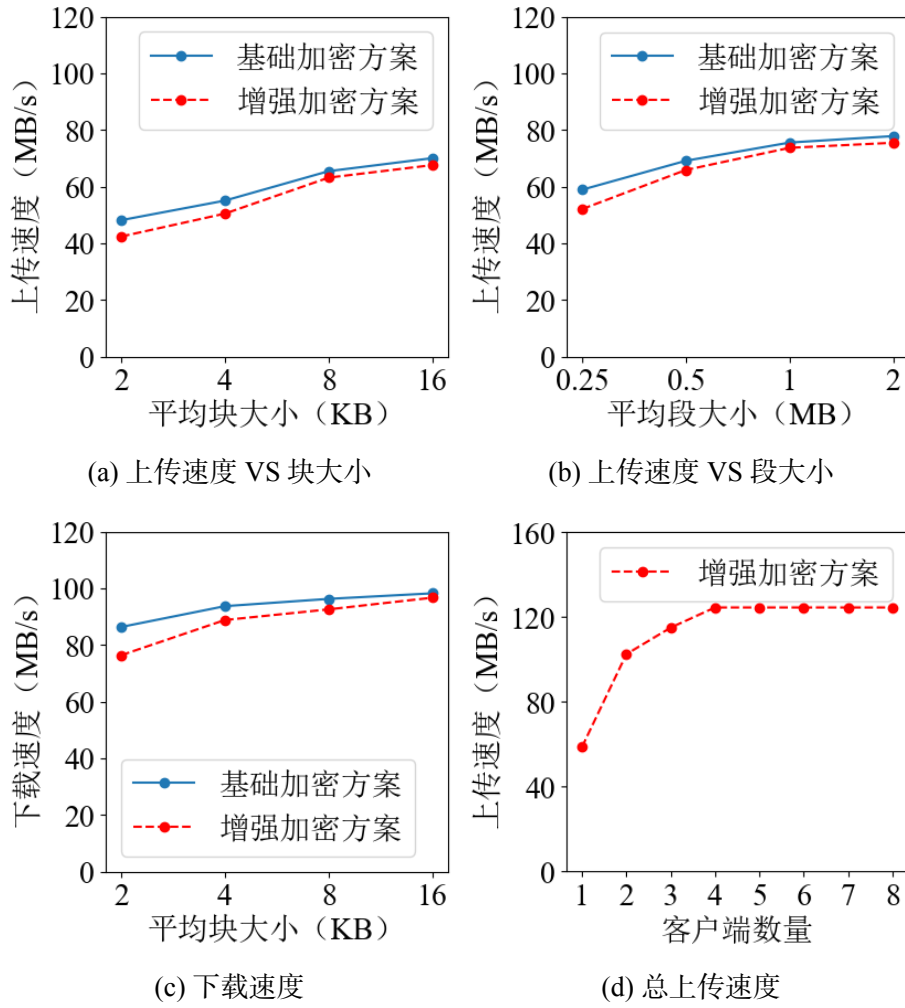 120
100
80
60
40
20
0
上传速度（MB/s）
基础加密方案
增强加密方案
2 4 8 16
平均块大小（KB）
(a) 上传速度 VS 块大小
120
100
80
60
40
20
0
上传速度（MB/s）
基础加密方案
增强加密方案
0.25 0.5 1 2
平均段大小（MB）
(b) 上传速度 VS 段大小
120
100
80
60
40
20
0
下载速度（MB/s）
基础加密方案
增强加密方案
2 4 8 16
平均块大小（KB）
(c) 下载速度
160
120
80
40
0
上传速度（MB/s）
增强加密方案
1 2 3 4 5 6 7 8
客户端数量
(d) 总上传速度